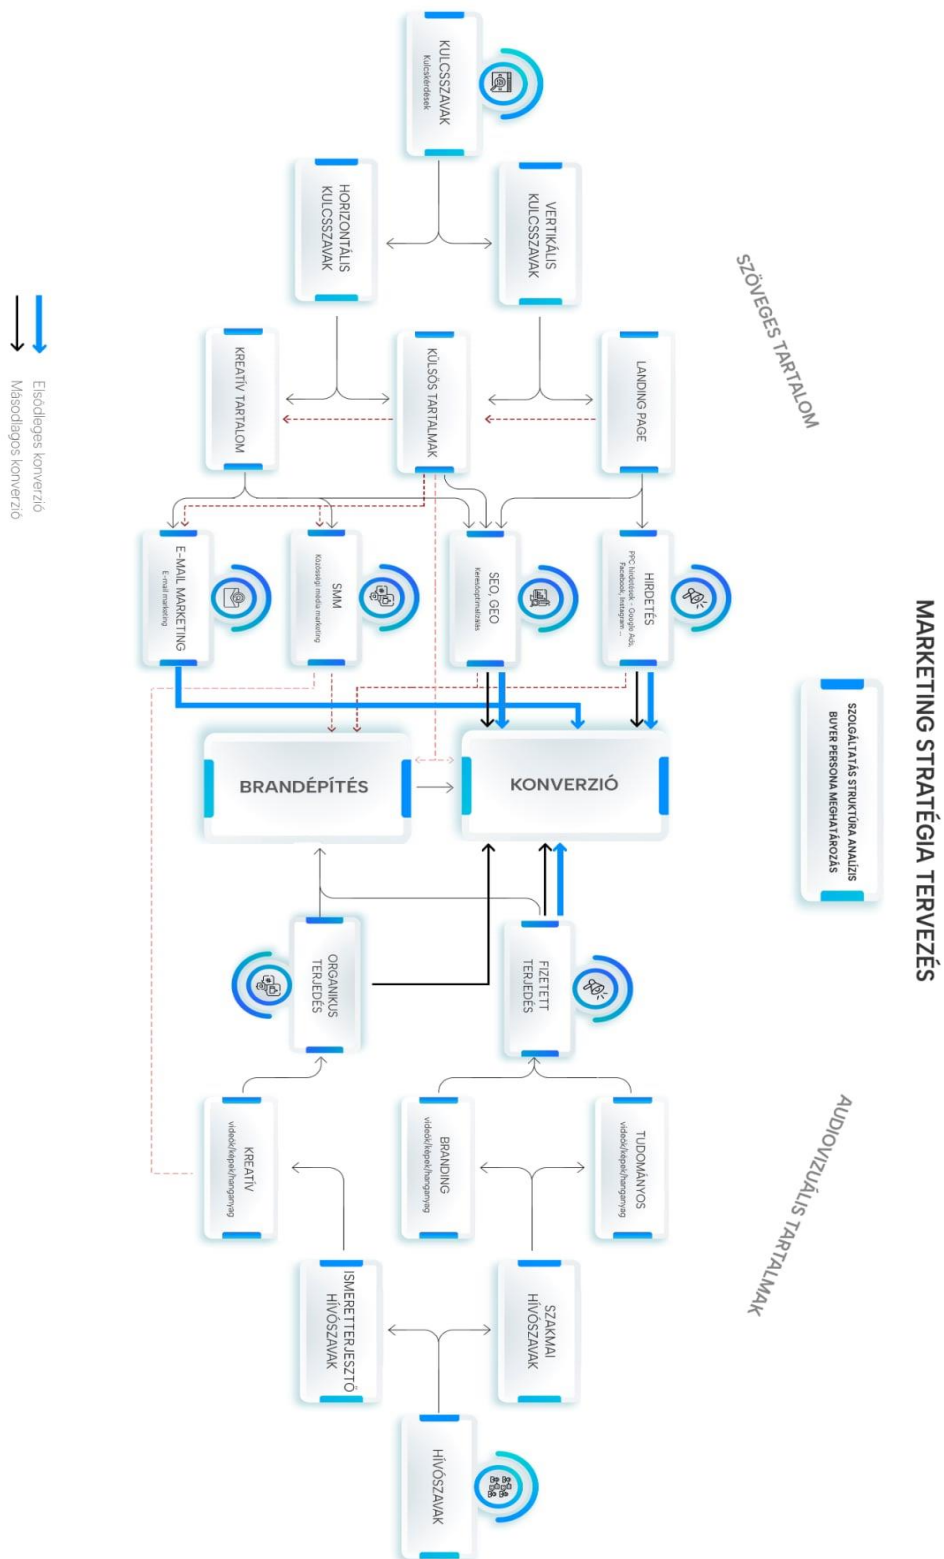 MARKETING STRATÉGIA TERVEZÉS
SZOLGÁLTATÁS STRUKTÚRA ANALÍZIS
BUYER PERSONA MEGHATÁROZÁS
SZÖVEGES TARTALOM
AUDIOVIZUÁLIS TARTALMAK
KULCSSZAVAK
Kulcskérdések
VERTIKÁLIS
KULCSSZAVAK
HORIZONTÁLIS
KULCSSZAVAK
LANDING PAGE
KÜLSŐS TARTALMAK
KREATÍV TARTALOM
HIRDETÉS
PPC hirdetések - Google Ads,
Facebook, Instagram ...
SEO, GEO
Keresőoptimalizálás
SMM
Közösségi média marketing
E-MAIL MARKETING
E-mail marketing
KONVERZIÓ
BRANDÉPÍTÉS
FIZETETT
TERJEDÉS
ORGANIKUS
TERJEDÉS
TUDOMÁNYOS
videók/képek/hanganyag
BRANDING
videók/képek/hanganyag
KREATÍV
videók/képek/hanganyag
SZAKMAI
HÍVÓSZAVAK
ISMERETTERJESZTŐ
HÍVÓSZAVAK
HÍVÓSZAVAK
Elsődleges konverzió
Másodlagos konverzió